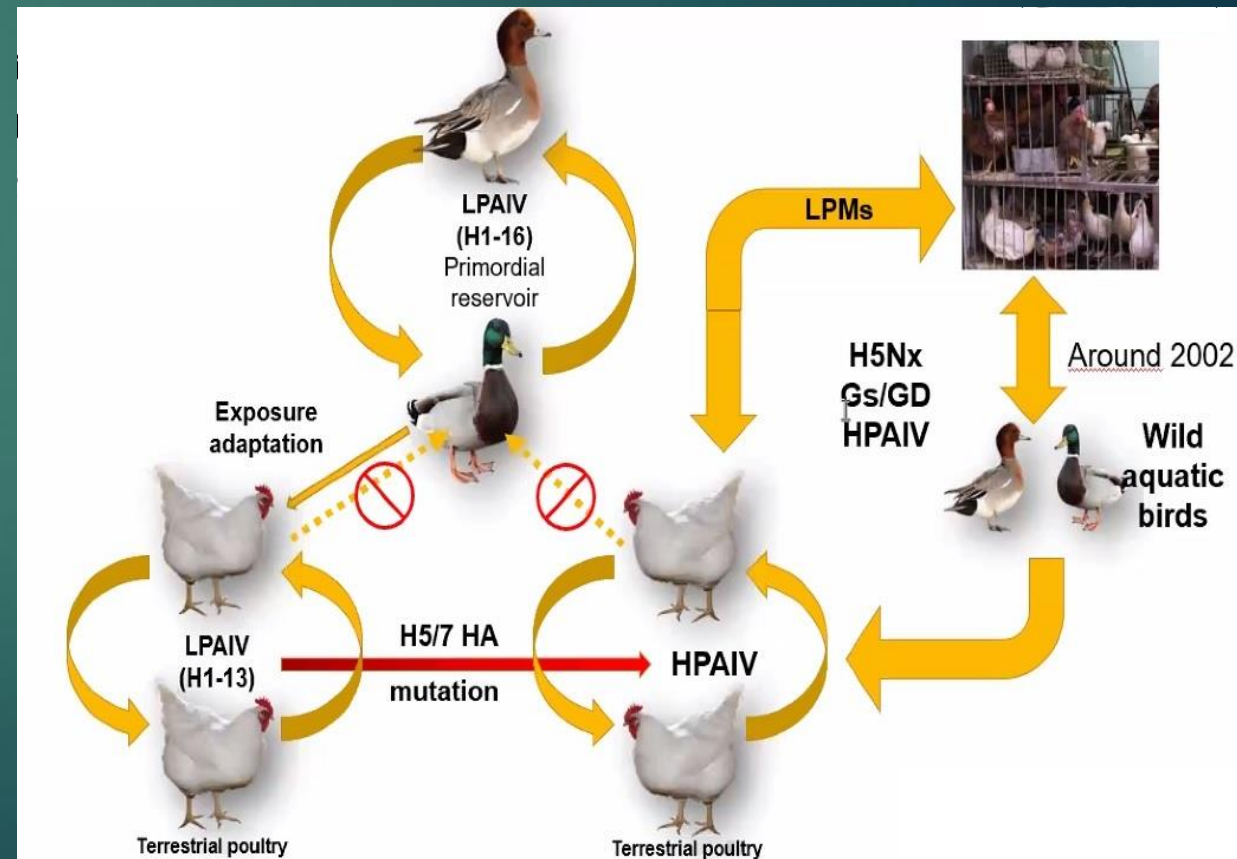 LPAIV
(H1-16)
Primordial
reservoir
LPMs
Around 2002
H5Nx
Gs/GD
HPAIV
Wild
aquatic
birds
Exposure
adaptation
LPAIV
(H1-13)
H5/7 HA
mutation
HPAIV
Terrestrial poultry
Terrestrial poultry